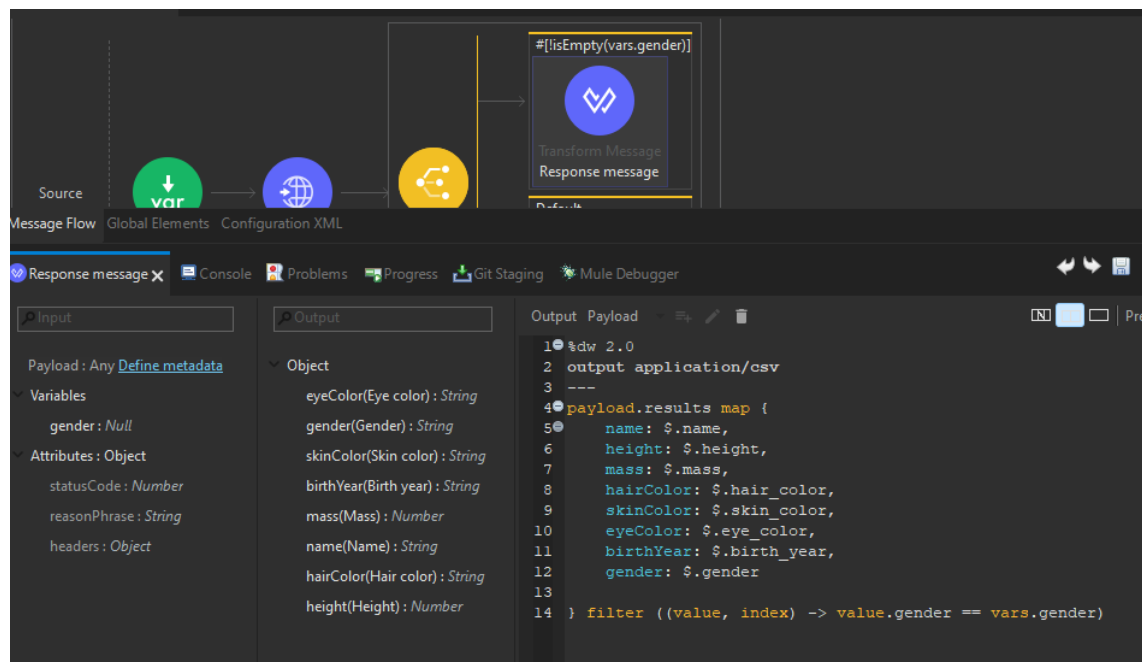 #[!isEmpty(vars.gender)]
Transform Message
Response message
Source
var
Default
Message Flow Global Elements Configuration XML
Response message Console Problems Progress Git Staging Mule Debugger
Input
Payload : Any Define metadata
Variables
gender : Null
Attributes : Object
statusCode : Number
reasonPhrase : String
headers : Object
Output
Object
eyeColor(Eye color) : String
gender(Gender) : String
skinColor(Skin color) : String
birthYear(Birth year) : String
mass(Mass) : Number
name(Name) : String
hairColor(Hair color) : String
height(Height) : Number
Output Payload N Pre
1 %dw 2.0
2 output application/csv
3 ---
4 payload.results map {
5 name: $.name,
6 height: $.height,
7 mass: $.mass,
8 hairColor: $.hair_color,
9 skinColor: $.skin_color,
10 eyeColor: $.eye_color,
11 birthYear: $.birth_year,
12 gender: $.gender
13
14 } filter ((value, index) -> value.gender == vars.gender)